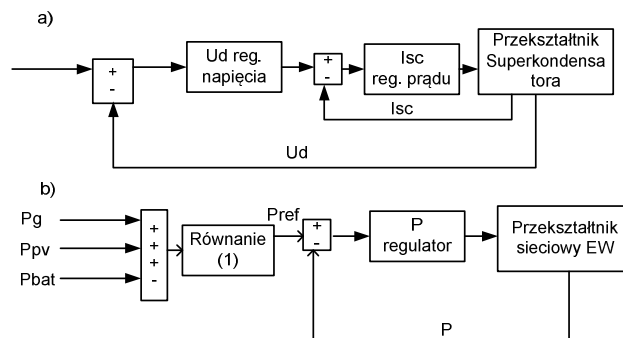 a)
+
-
Ud reg.
napięcia
+
-
Isc
reg. prądu
Przekształtnik
Superkondensa
tora
Isc
Ud
b)
Pg
Ppv
Pbat
+
+
+
-
Równanie
(1)
Pref
+
-
P
regulator
Przekształtnik
sieciowy EW
P